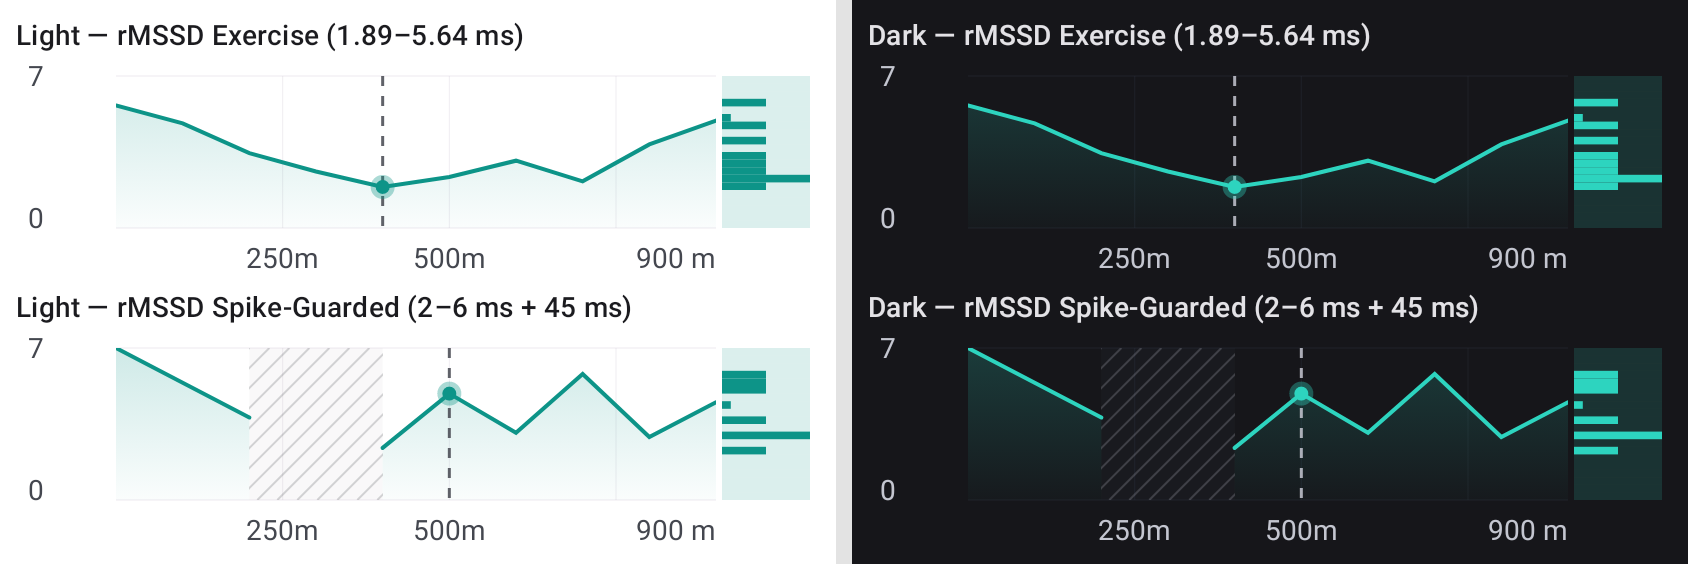 Light — rMSSD Exercise (1.89–5.64 ms)
7
0
250m 500m 900 m
Light — rMSSD Spike-Guarded (2–6 ms + 45 ms)
7
0
250m 500m 900 m
Dark — rMSSD Exercise (1.89–5.64 ms)
7
0
250m 500m 900 m
Dark — rMSSD Spike-Guarded (2–6 ms + 45 ms)
7
0
250m 500m 900 m